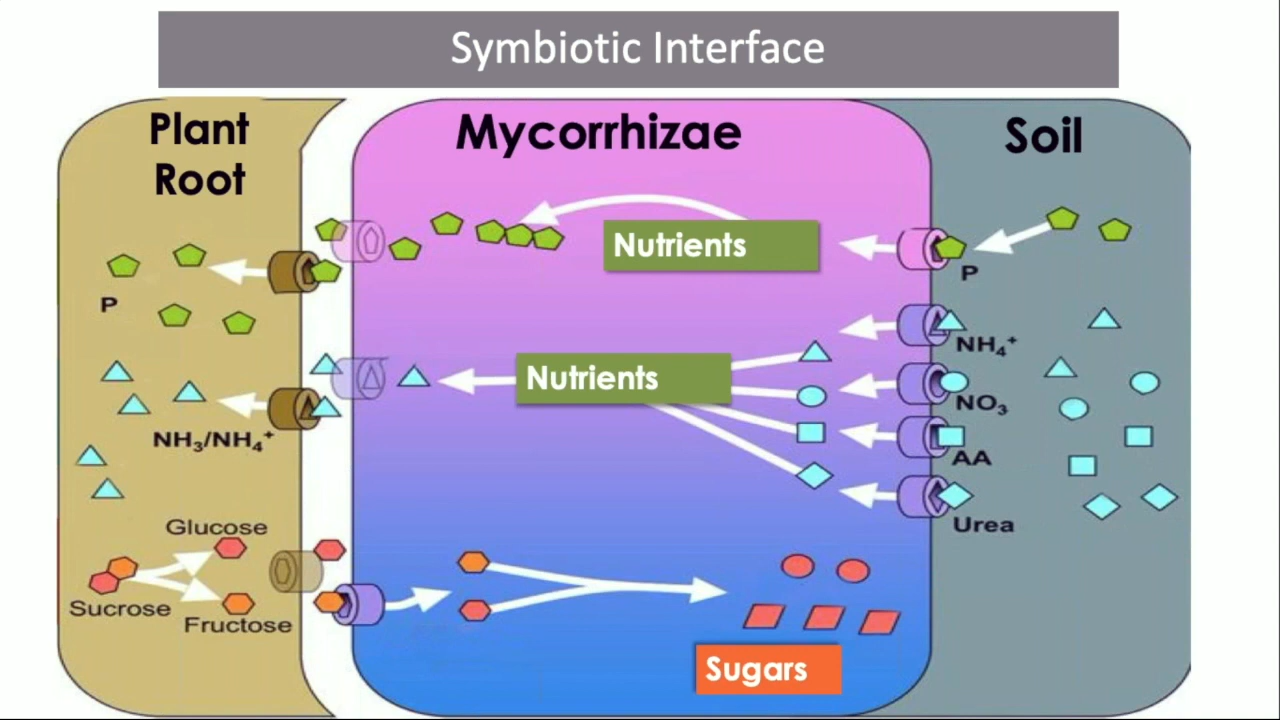 Symbiotic Interface
Plant
Root
Mycorrhizae
Soil
Nutrients
P
P
NH₄⁺
Nutrients
NO₃
NH₃/NH₄⁺
AA
Urea
Glucose
Sucrose
Fructose
Sugars